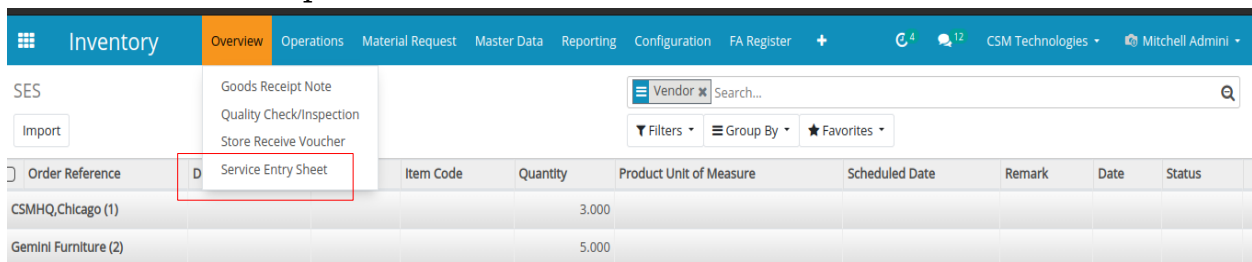 Inventory Overview Operations Material Request Master Data Reporting Configuration FA Register + 4 12 CSM Technologies Mitchell Admini
SES
Goods Receipt Note
Quality Check/Inspection
Store Receive Voucher
Service Entry Sheet
Vendor × Search...
Import
Filters Group By Favorites
Order Reference D Item Code Quantity Product Unit of Measure Scheduled Date Remark Date Status
CSMHQ,Chicago (1) 3.000
Gemini Furniture (2) 5.000